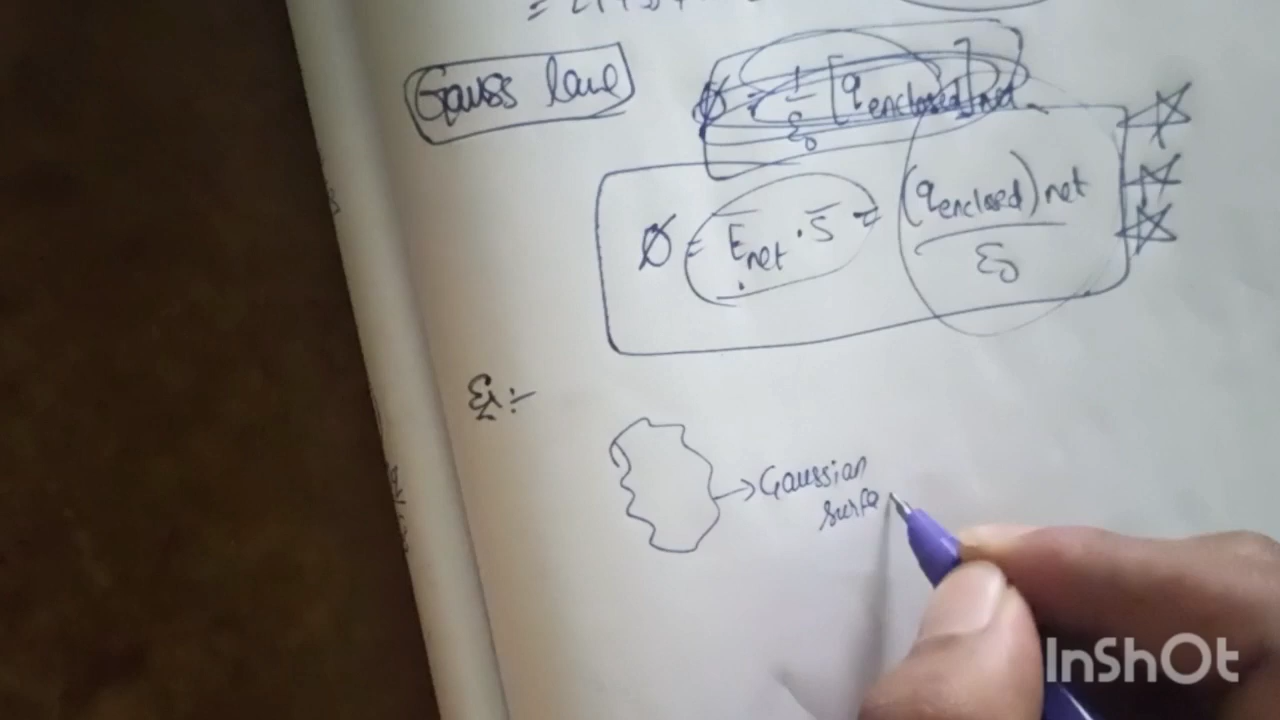 Gauss law
Ø = 1/ε₀ [q enclosed] net
Ø = E̅net · S̅ = (q enclosed) net / ε₀
Ex :-
→ Gaussian
surfa
InShOt